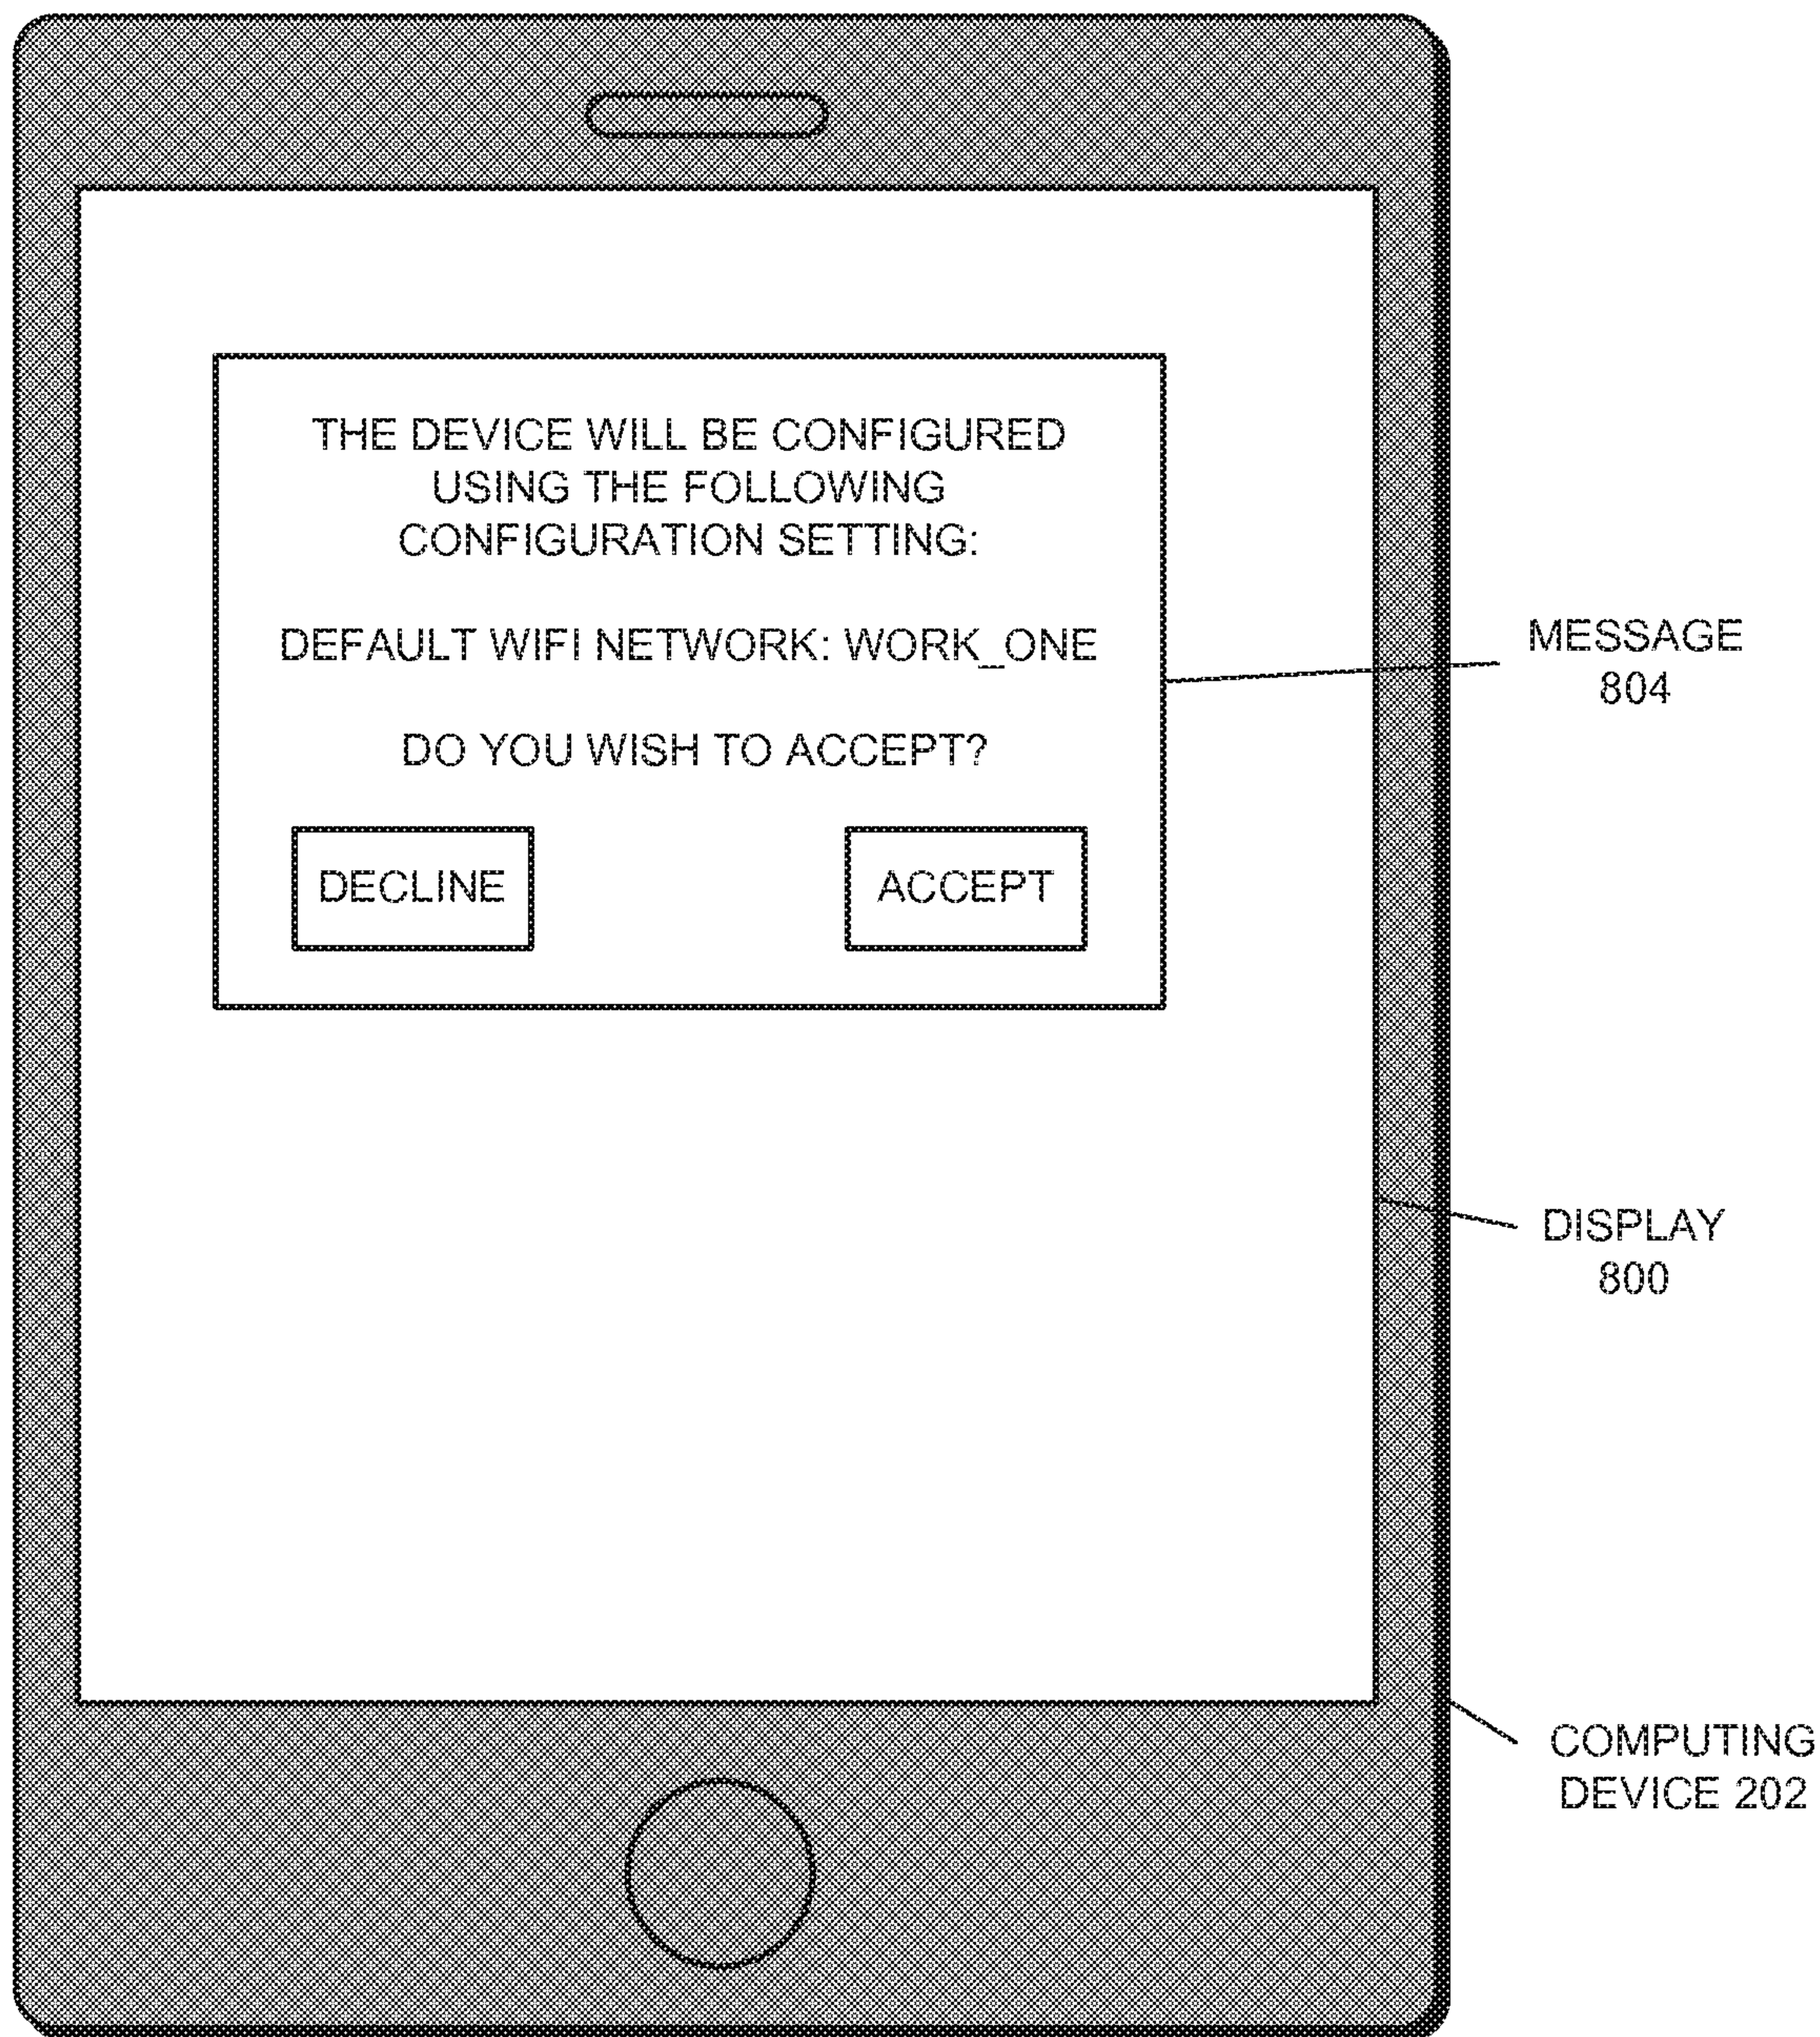 THE DEVICE WILL BE CONFIGURED
USING THE FOLLOWING
CONFIGURATION SETTING:
DEFAULT WIFI NETWORK: WORK_ONE
DO YOU WISH TO ACCEPT?
DECLINE
ACCEPT
MESSAGE
804
DISPLAY
800
COMPUTING
DEVICE 202